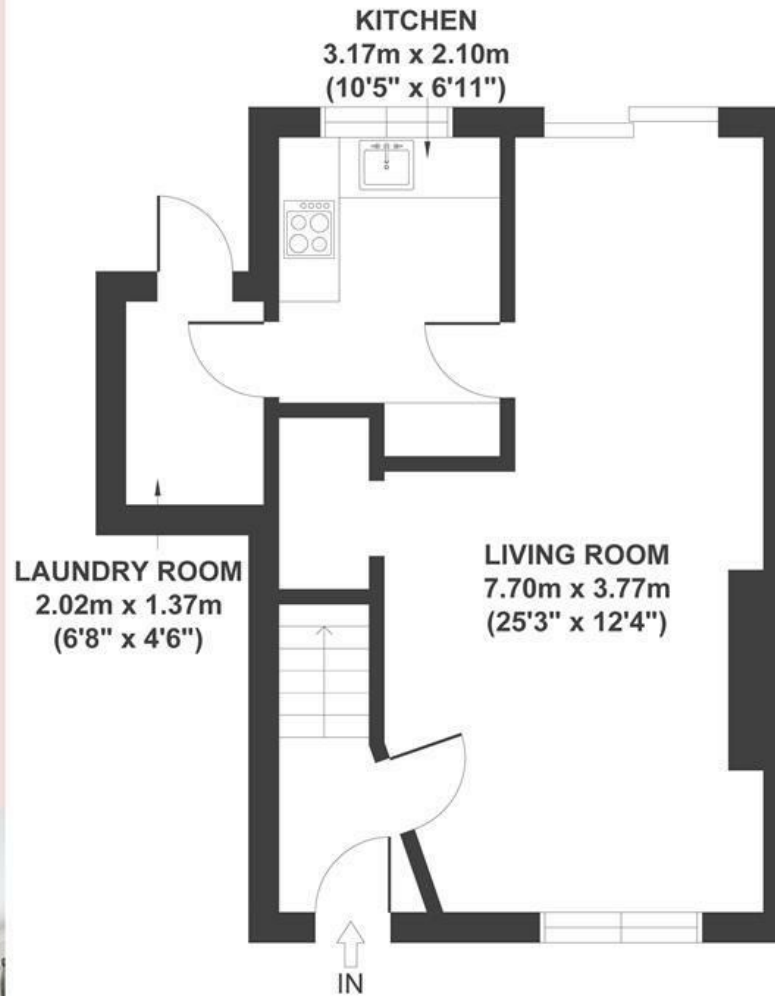 KITCHEN
3.17m x 2.10m
(10'5" x 6'11")
LAUNDRY ROOM
2.02m x 1.37m
(6'8" x 4'6")
LIVING ROOM
7.70m x 3.77m
(25'3" x 12'4")
IN